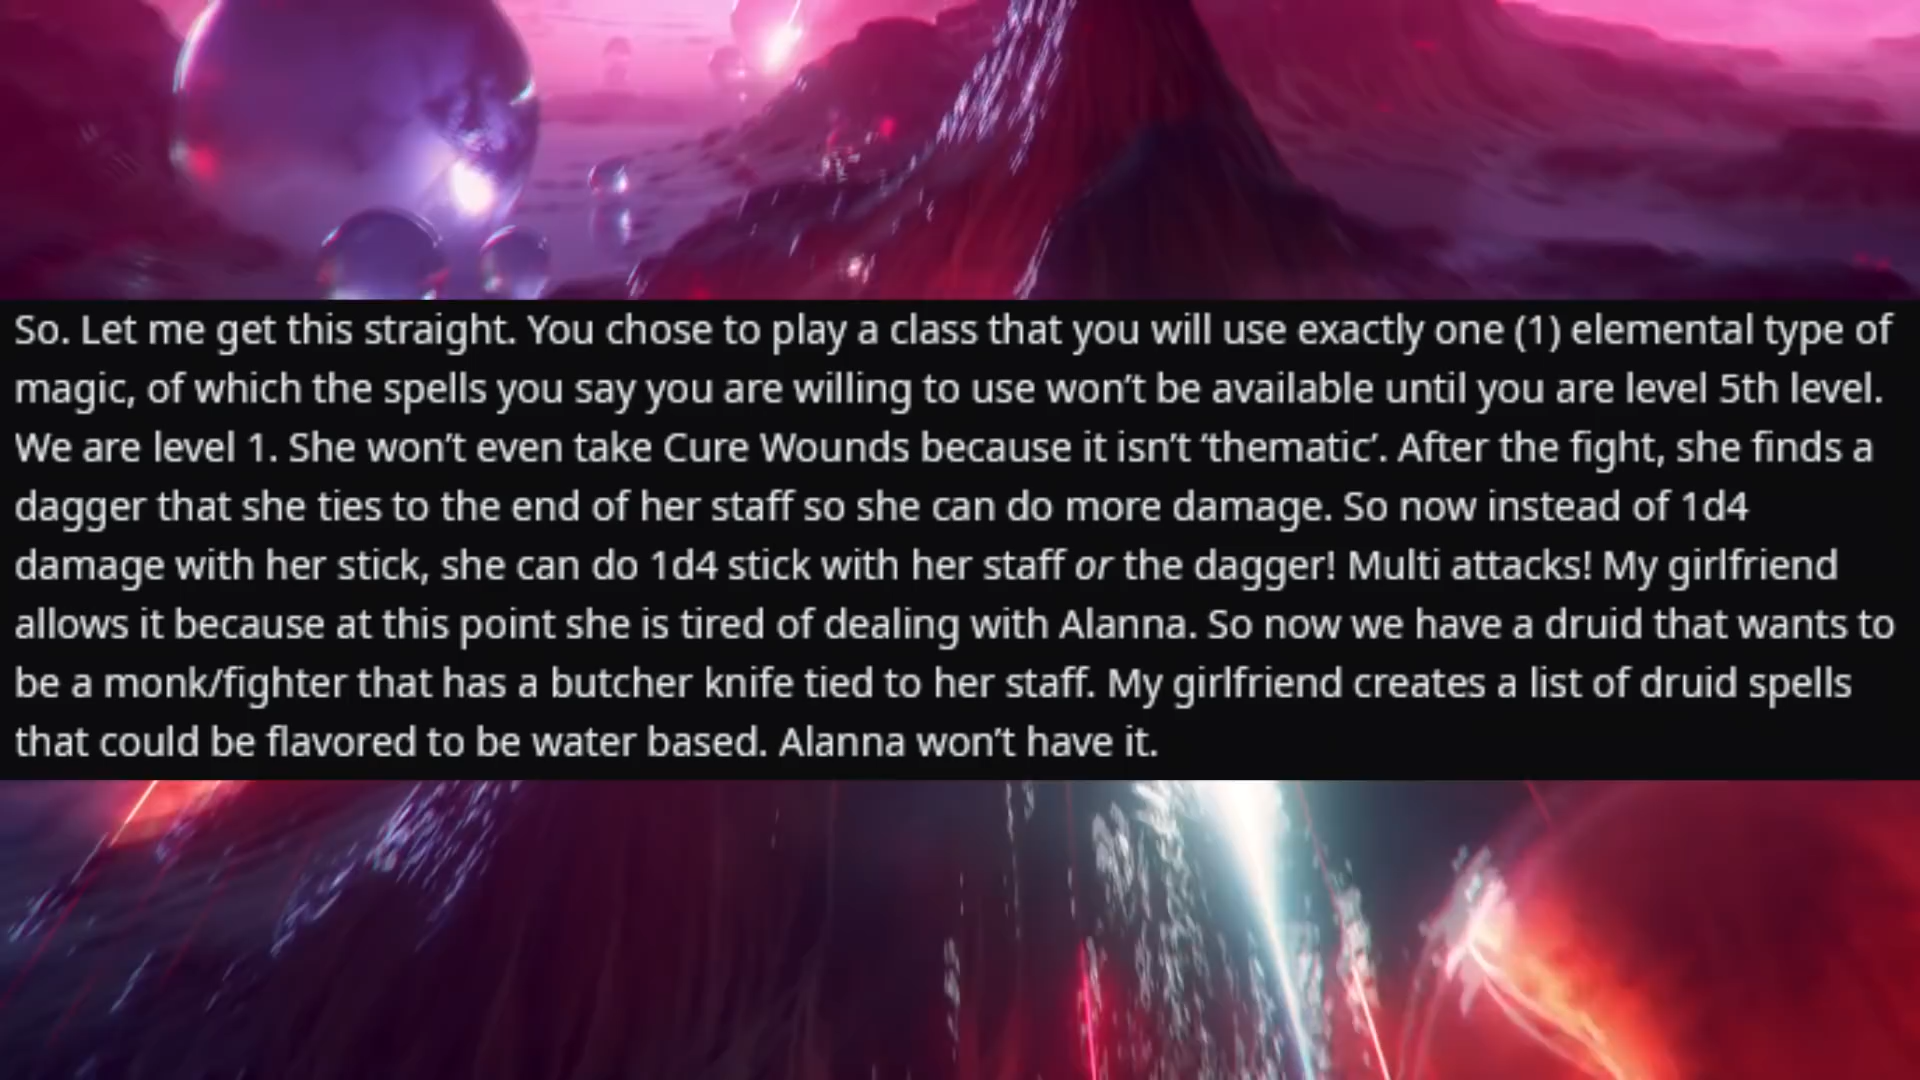 So. Let me get this straight. You chose to play a class that you will use exactly one (1) elemental type of
magic, of which the spells you say you are willing to use won’t be available until you are level 5th level.
We are level 1. She won’t even take Cure Wounds because it isn’t ‘thematic’. After the fight, she finds a
dagger that she ties to the end of her staff so she can do more damage. So now instead of 1d4
damage with her stick, she can do 1d4 stick with her staff or the dagger! Multi attacks! My girlfriend
allows it because at this point she is tired of dealing with Alanna. So now we have a druid that wants to
be a monk/fighter that has a butcher knife tied to her staff. My girlfriend creates a list of druid spells
that could be flavored to be water based. Alanna won’t have it.